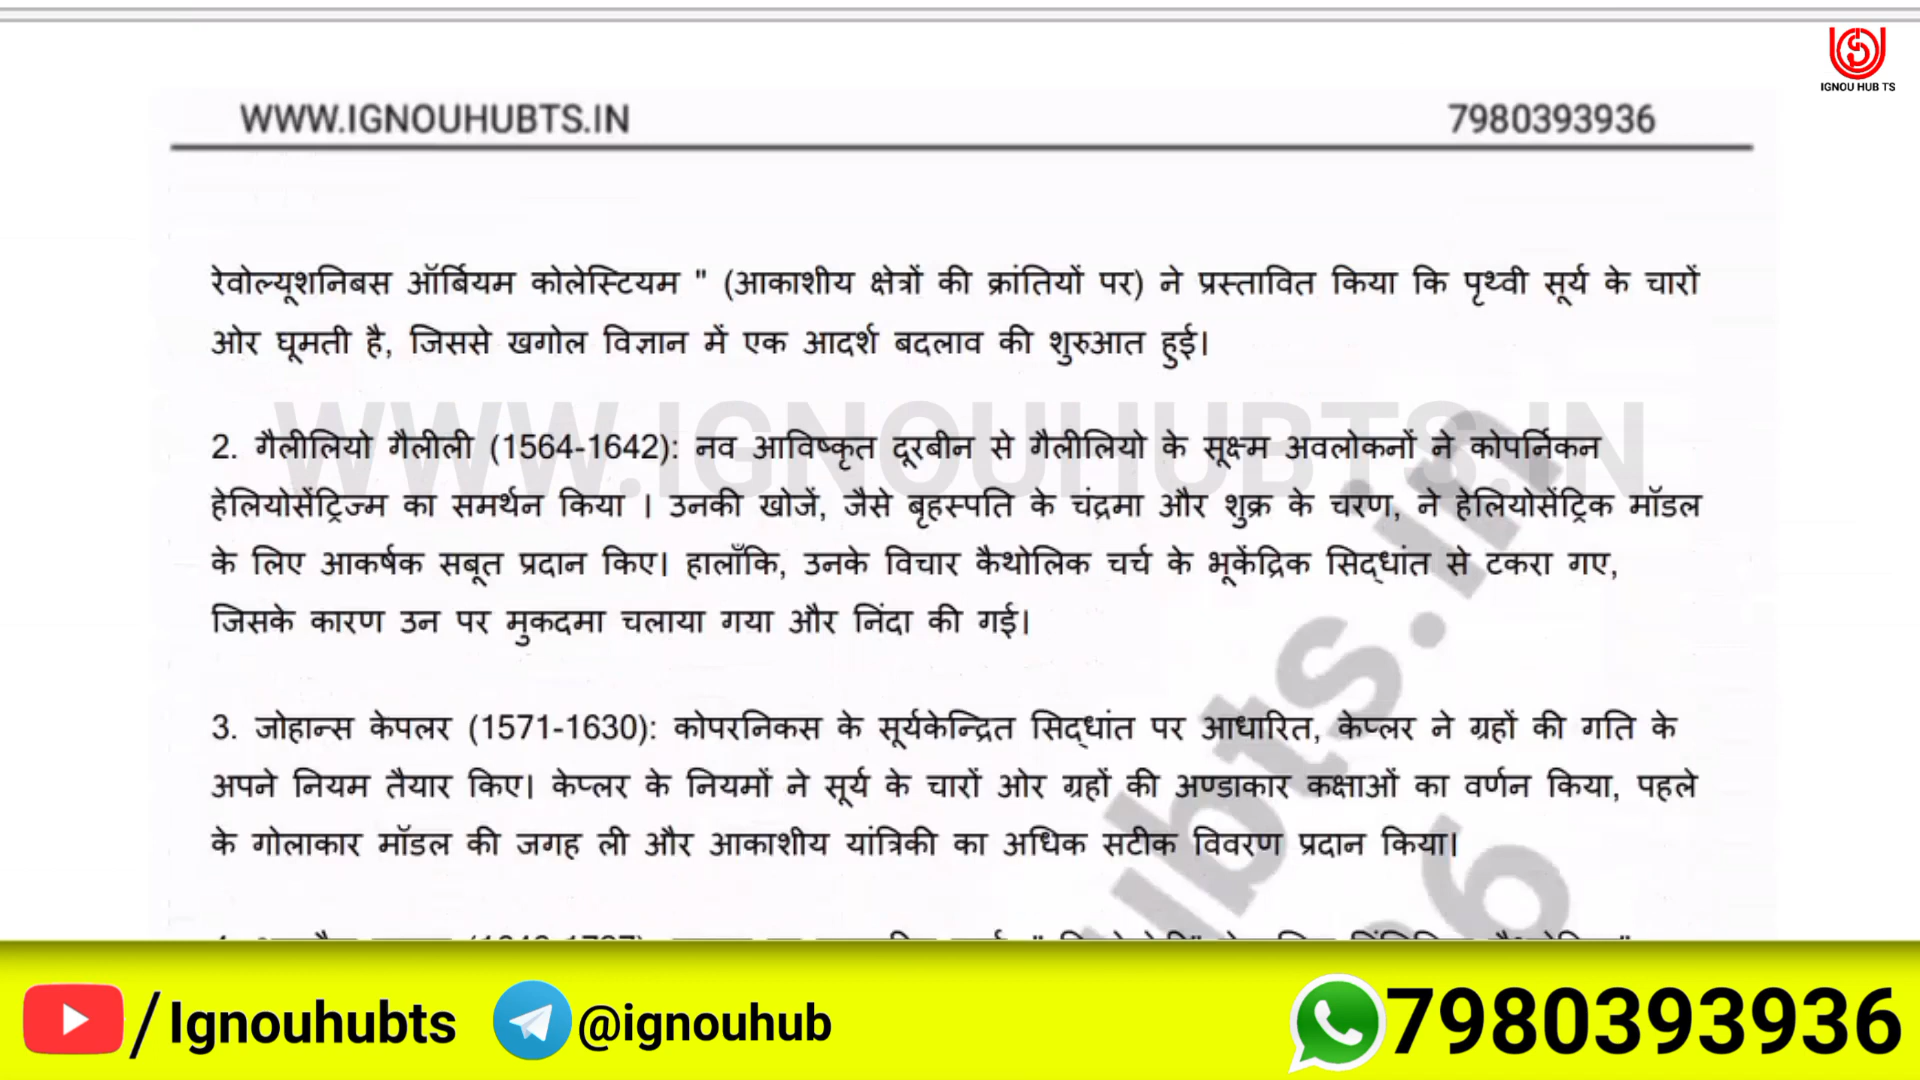 IGNOU HUB TS
WWW.IGNOUHUBTS.IN 7980393936
रेवोल्यूशनिबस ऑर्बियम कोलेस्टियम " (आकाशीय क्षेत्रों की क्रांतियों पर) ने प्रस्तावित किया कि पृथ्वी सूर्य के चारों
ओर घूमती है, जिससे खगोल विज्ञान में एक आदर्श बदलाव की शुरुआत हुई।
WWW.IGNOUHUBTS.IN
2. गैलीलियो गैलीली (1564-1642): नव आविष्कृत दूरबीन से गैलीलियो के सूक्ष्म अवलोकनों ने कोपर्निकन
हेलियोसेंट्रिज्म का समर्थन किया । उनकी खोजें, जैसे बृहस्पति के चंद्रमा और शुक्र के चरण, ने हेलियोसेंट्रिक मॉडल
के लिए आकर्षक सबूत प्रदान किए। हालाँकि, उनके विचार कैथोलिक चर्च के भूकेंद्रिक सिद्धांत से टकरा गए,
जिसके कारण उन पर मुकदमा चलाया गया और निंदा की गई।
3. जोहान्स केपलर (1571-1630): कोपरनिकस के सूर्यकेन्द्रित सिद्धांत पर आधारित, केप्लर ने ग्रहों की गति के
अपने नियम तैयार किए। केप्लर के नियमों ने सूर्य के चारों ओर ग्रहों की अण्डाकार कक्षाओं का वर्णन किया, पहले
के गोलाकार मॉडल की जगह ली और आकाशीय यांत्रिकी का अधिक सटीक विवरण प्रदान किया।
/Ignouhubts @ignouhub 7980393936